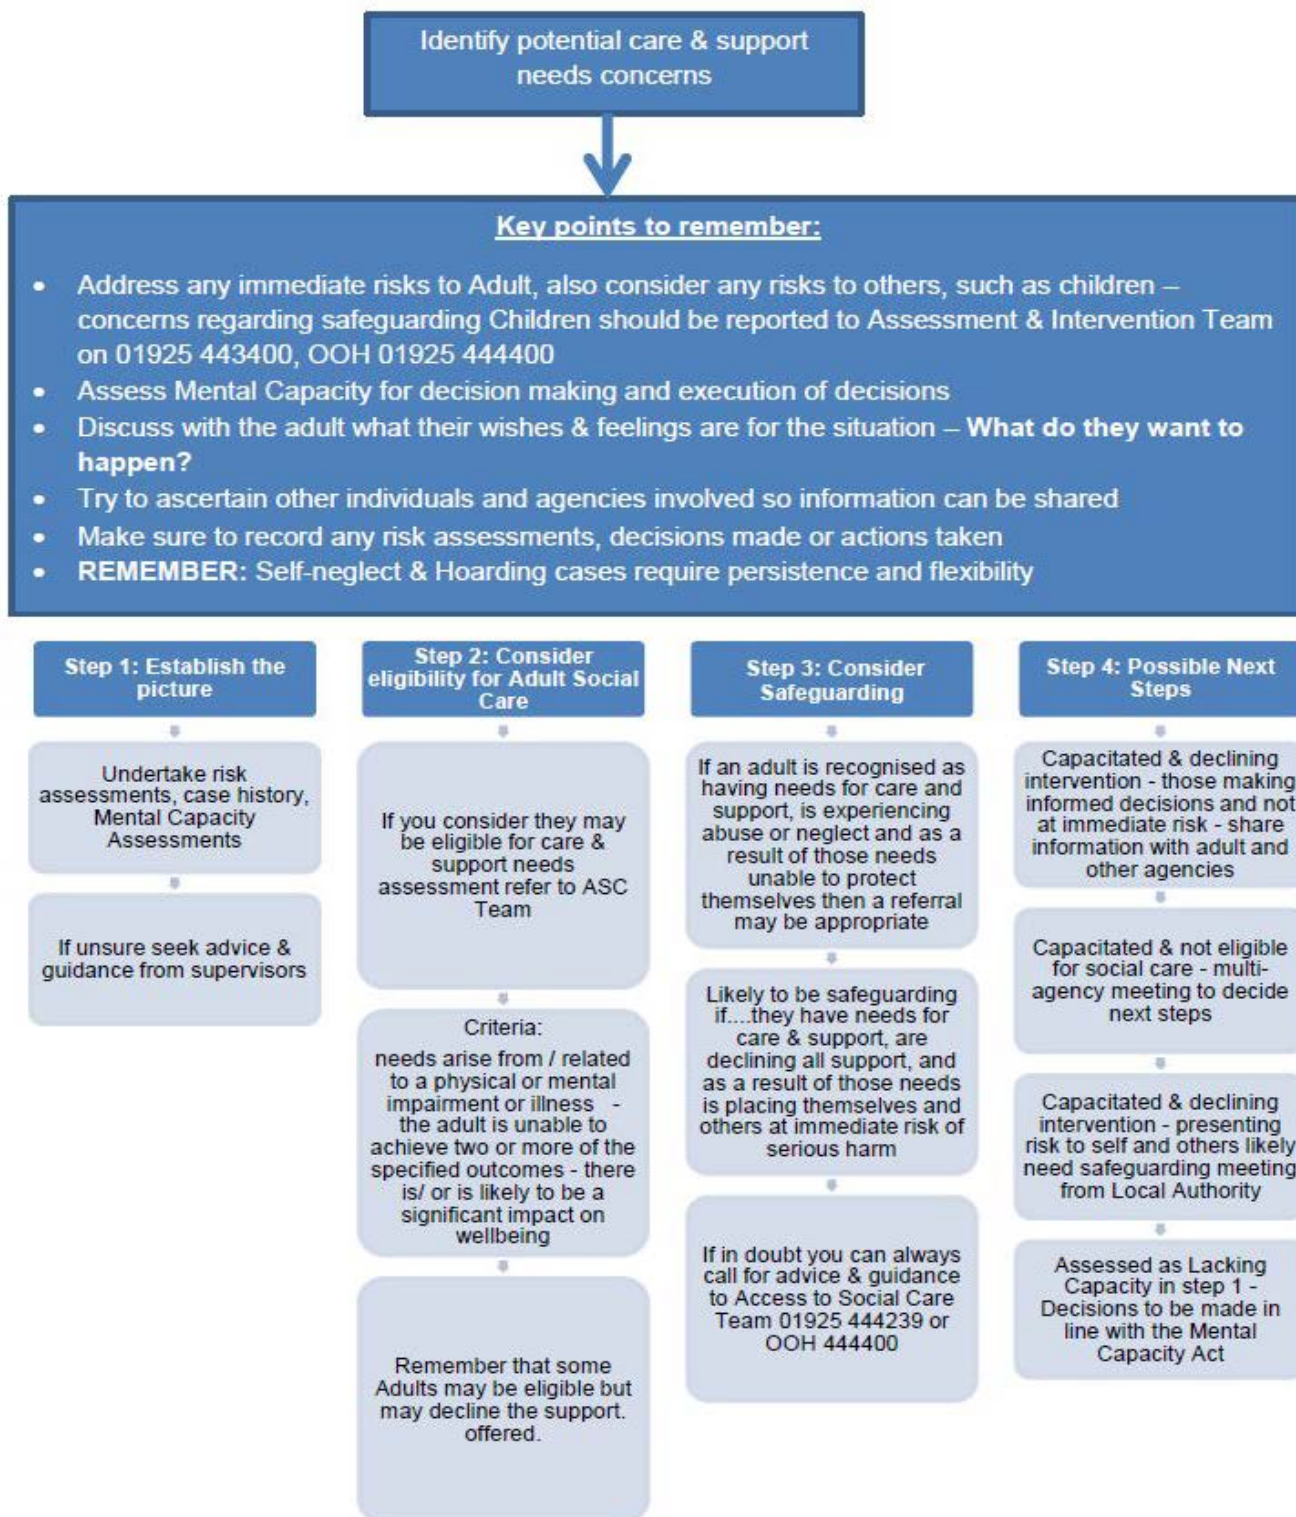 Identify potential care & support
needs concerns
Key points to remember:
• Address any immediate risks to Adult, also consider any risks to others, such as children –
concerns regarding safeguarding Children should be reported to Assessment & Intervention Team
on 01925 443400, OOH 01925 444400
• Assess Mental Capacity for decision making and execution of decisions
• Discuss with the adult what their wishes & feelings are for the situation – What do they want to
happen?
• Try to ascertain other individuals and agencies involved so information can be shared
• Make sure to record any risk assessments, decisions made or actions taken
• REMEMBER: Self-neglect & Hoarding cases require persistence and flexibility
Step 1: Establish the
picture
Undertake risk
assessments, case history,
Mental Capacity
Assessments
If unsure seek advice &
guidance from supervisors
Step 2: Consider
eligibility for Adult Social
Care
If you consider they may
be eligible for care &
support needs
assessment refer to ASC
Team
Criteria:
needs arise from / related
to a physical or mental
impairment or illness -
the adult is unable to
achieve two or more of the
specified outcomes - there
is/ or is likely to be a
significant impact on
wellbeing
Remember that some
Adults may be eligible but
may decline the support.
offered.
Step 3: Consider
Safeguarding
If an adult is recognised as
having needs for care and
support, is experiencing
abuse or neglect and as a
result of those needs
unable to protect
themselves then a referral
may be appropriate
Likely to be safeguarding
if....they have needs for
care & support, are
declining all support, and
as a result of those needs
is placing themselves and
others at immediate risk of
serious harm
If in doubt you can always
call for advice & guidance
to Access to Social Care
Team 01925 444239 or
OOH 444400
Step 4: Possible Next
Steps
Capacitated & declining
intervention - those making
informed decisions and not
at immediate risk - share
information with adult and
other agencies
Capacitated & not eligible
for social care - multi-
agency meeting to decide
next steps
Capacitated & declining
intervention - presenting
risk to self and others likely
need safeguarding meeting
from Local Authority
Assessed as Lacking
Capacity in step 1 -
Decisions to be made in
line with the Mental
Capacity Act